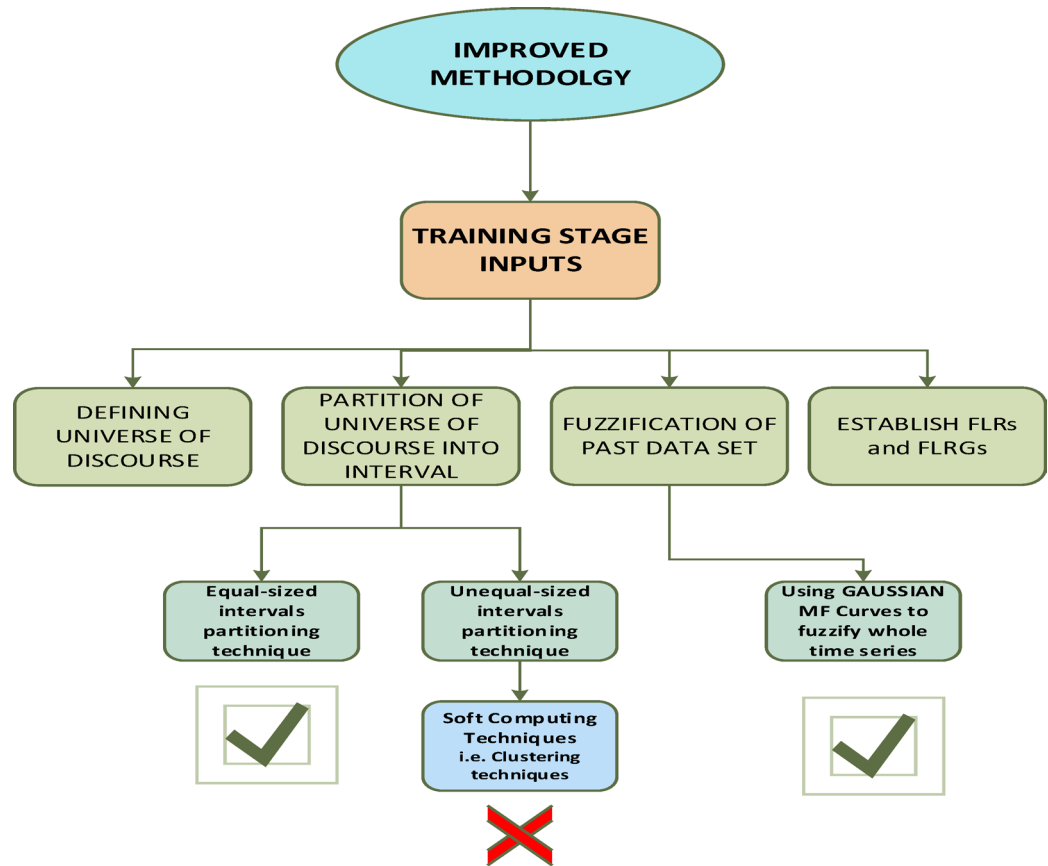 IMPROVED
METHODOLGY
TRAINING STAGE
INPUTS
DEFINING
UNIVERSE OF
DISCOURSE
PARTITION OF
UNIVERSE OF
DISCOURSE INTO
INTERVAL
FUZZIFICATION OF
PAST DATA SET
ESTABLISH FLRs
and FLRGs
Equal-sized
intervals
partitioning
technique
Unequal-sized
intervals
partitioning
technique
Using GAUSSIAN
MF Curves to
fuzzify whole
time series
Soft Computing
Techniques
i.e. Clustering
techniques